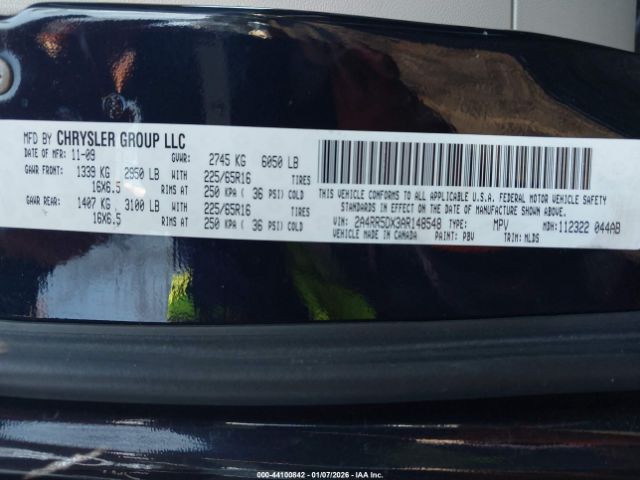 MFD BY CHRYSLER GROUP LLC
DATE OF MFR 11-09 GVWR: 2745 KG 6050 LB
GAWR FRONT: 1339 KG 2950 LB WITH 225/65R16 TIRES
16X6.5 RIMS AT 250 KPA ( 36 PSI) COLD
GAWR REAR: 1407 KG 3100 LB WITH 225/65R16 TIRES
16X6.5 RIMS AT 250 KPA ( 36 PSI) COLD
THIS VEHICLE CONFORMS TO ALL APPLICABLE U.S.A. FEDERAL MOTOR VEHICLE SAFETY
STANDARDS IN EFFECT ON THE DATE OF MANUFACTURE SHOWN ABOVE.
VIN: 2A4RR5DX3AR148548 MPV MDH: 112322 044AB
VEHICLE MADE IN CANADA PAINT: PBV TRIM: MLDS
000-44100842 - 01/07/2026 - IAA Inc.